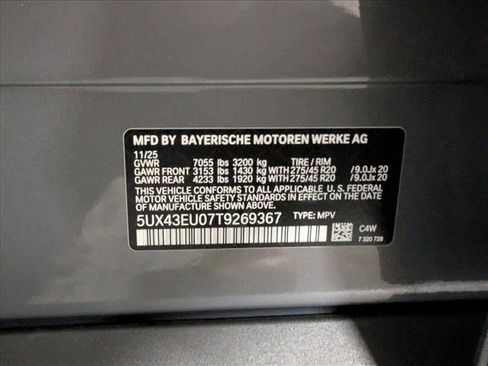 MFD BY BAYERISCHE MOTOREN WERKE AG
11/25
GVWR 7055 lbs 3200 kg TIRE / RIM
GAWR FRONT 3153 lbs 1430 kg 275/45 R20 /9.0Jx 20
GAWR REAR 4233 lbs 1920 kg 275/45 R20 /9.0Jx 20
THIS VEHICLE CONFORMS TO ALL APPLICABLE U. S. FEDERAL
MOTOR VEHICLE SAFETY STANDARDS IN EFFECT ON THE DATE OF
MANUFACTURE SHOWN ABOVE.
5UX43EU07T9269367 TYPE: MPV
C4W
7 320 729